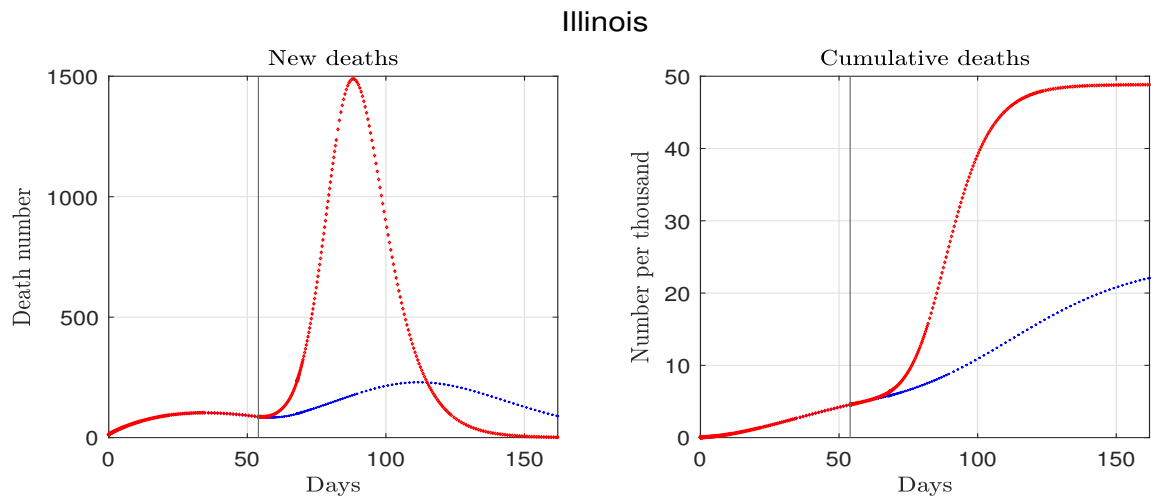 Illinois
New deaths
Death number
1500
1000
500
0
0 50 100 150
Days
Cumulative deaths
Number per thousand
50
40
30
20
10
0
0 50 100 150
Days